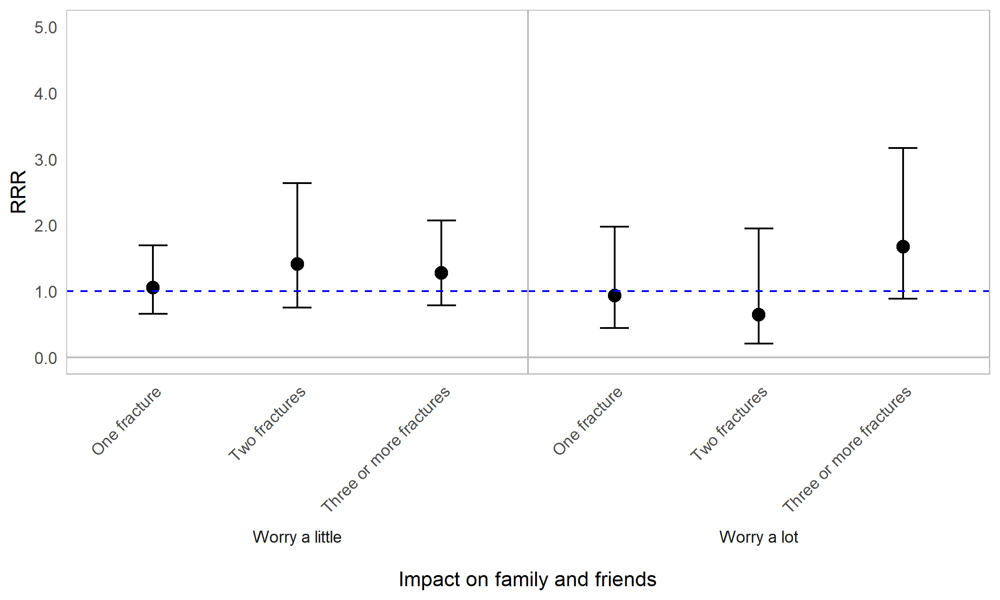 5.0
4.0
3.0
2.0
1.0
0.0
RRR
One fracture
Two fractures
Three or more fractures
One fracture
Two fractures
Three or more fractures
Worry a little
Worry a lot
Impact on family and friends